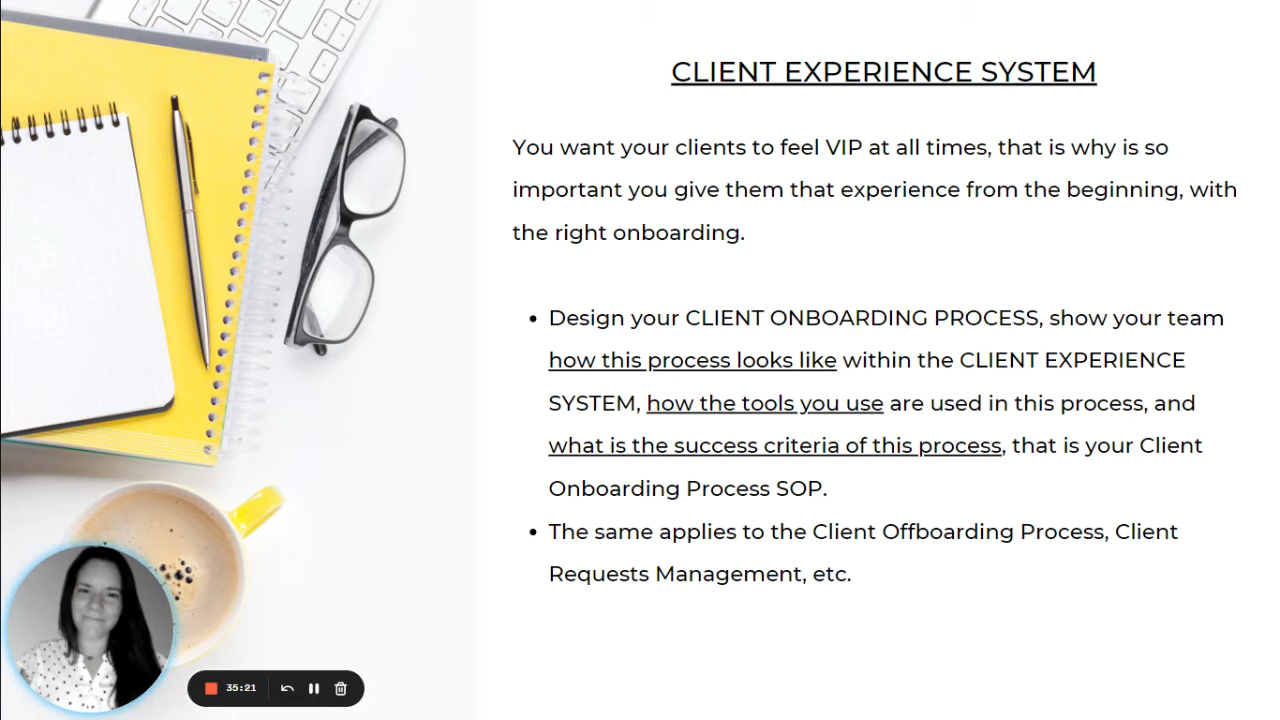 CLIENT EXPERIENCE SYSTEM
You want your clients to feel VIP at all times, that is why is so
important you give them that experience from the beginning, with
the right onboarding.
• Design your CLIENT ONBOARDING PROCESS, show your team
how this process looks like within the CLIENT EXPERIENCE
SYSTEM, how the tools you use are used in this process, and
what is the success criteria of this process, that is your Client
Onboarding Process SOP.
• The same applies to the Client Offboarding Process, Client
Requests Management, etc.
35:21